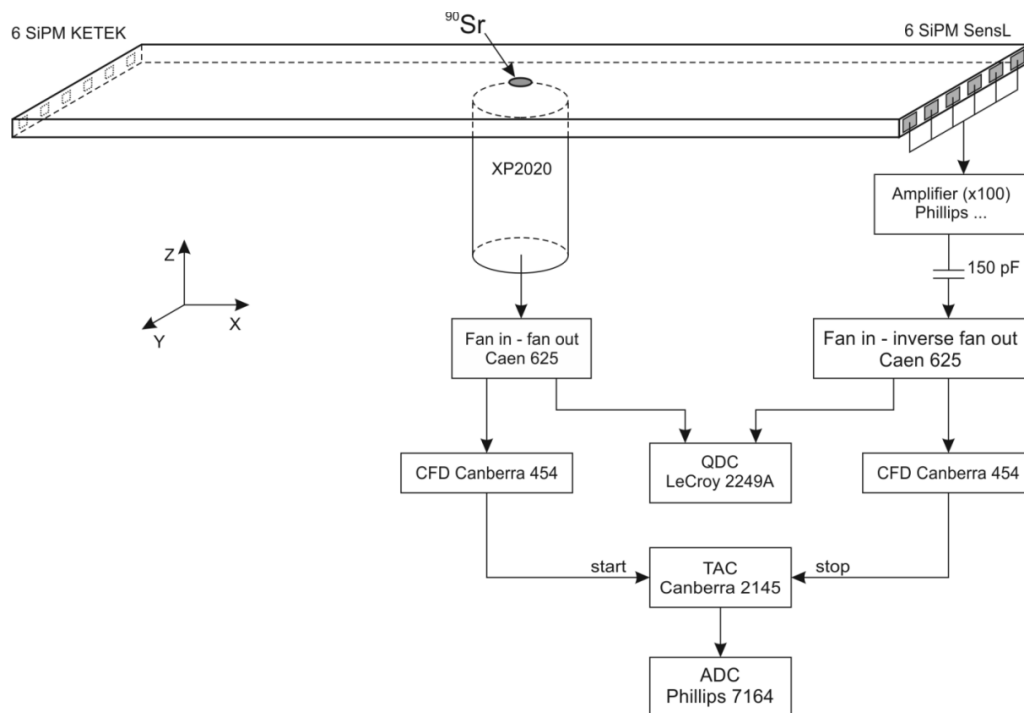 6 SiPM KETEK
⁹⁰Sr
6 SiPM SensL
XP2020
Amplifier (x100)
Phillips ...
150 pF
Z
X
Y
Fan in - fan out
Caen 625
Fan in - inverse fan out
Caen 625
CFD Canberra 454
QDC
LeCroy 2249A
CFD Canberra 454
start
TAC
Canberra 2145
stop
ADC
Phillips 7164